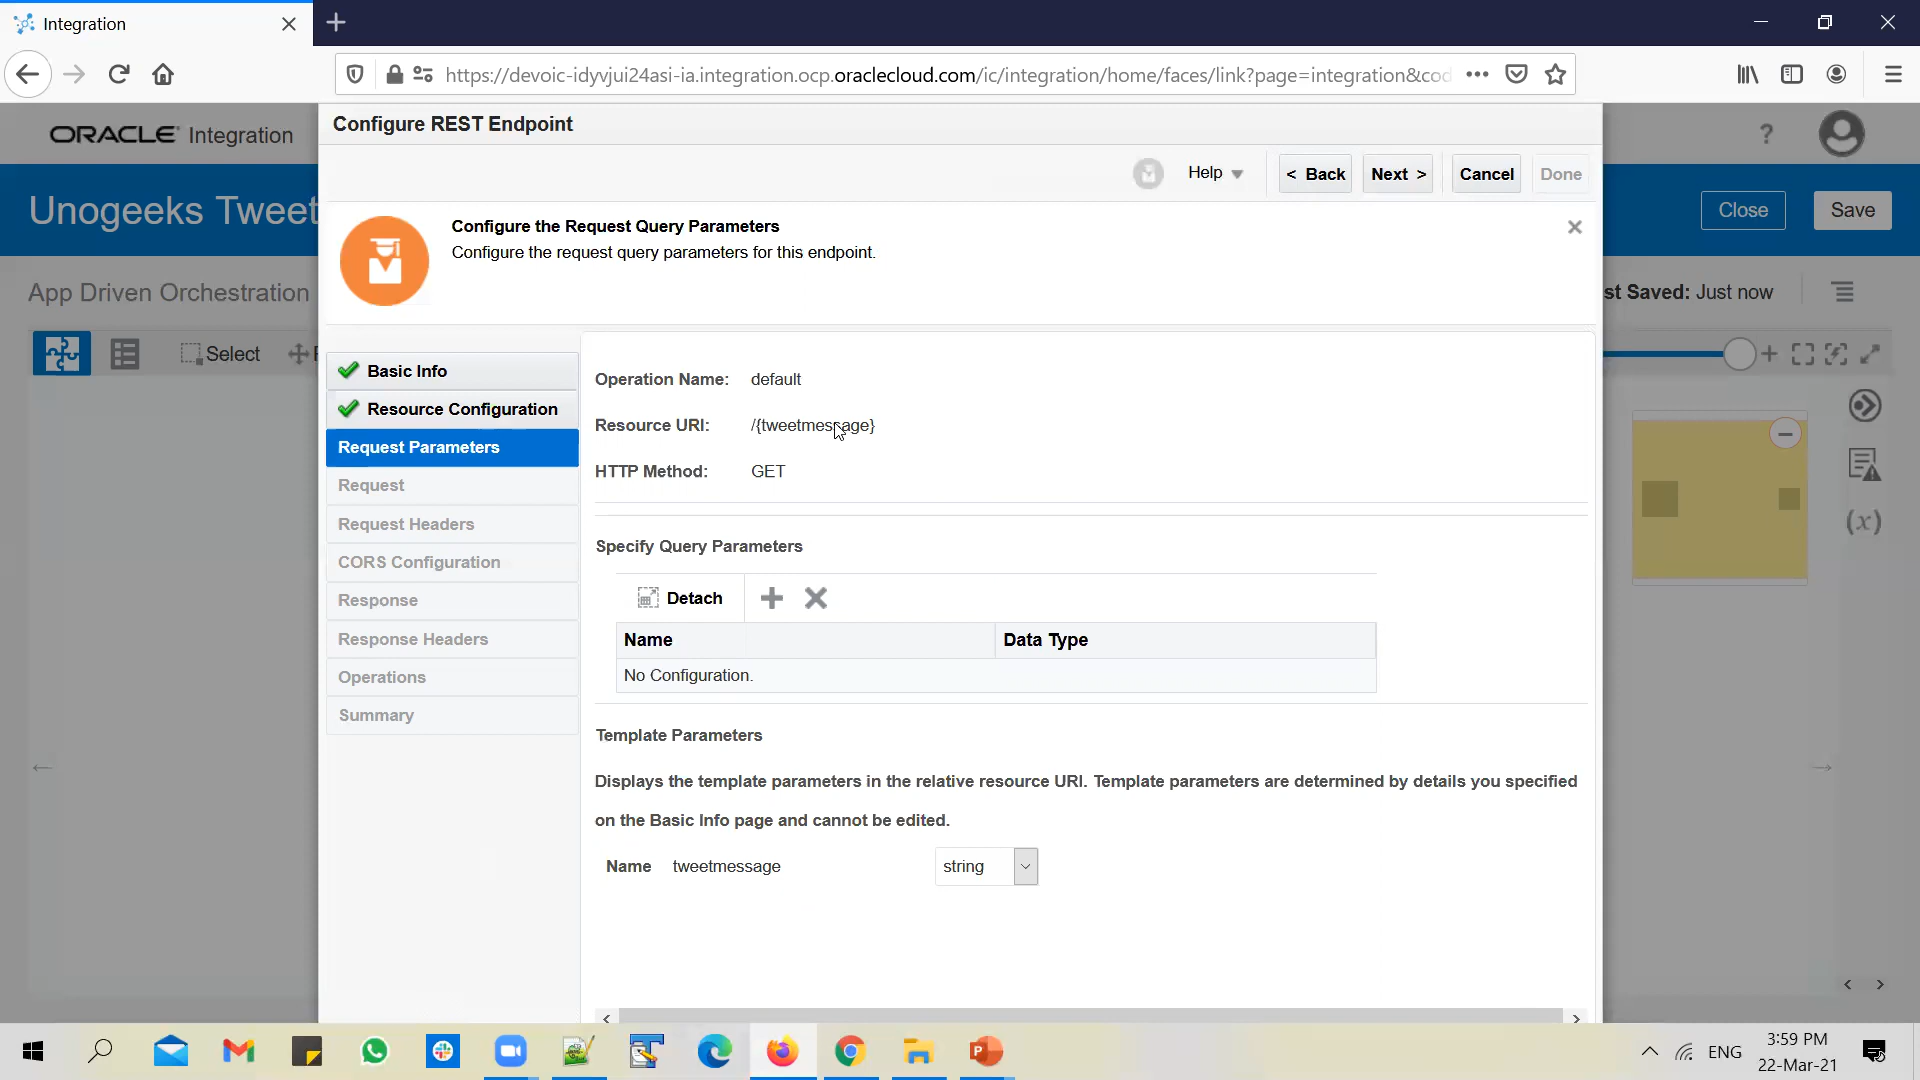 Integration
https://devoic-idyvjui24asi-ia.integration.ocp.oraclecloud.com/ic/integration/home/faces/link?page=integration&cod
ORACLE Integration
Configure REST Endpoint
?
Help
< Back
Next >
Cancel
Done
Unogeeks Tweet
Close
Save
Configure the Request Query Parameters
Configure the request query parameters for this endpoint.
App Driven Orchestration
st Saved: Just now
Select
Basic Info
Resource Configuration
Request Parameters
Request
Request Headers
CORS Configuration
Response
Response Headers
Operations
Summary
Operation Name: default
Resource URI: /{tweetmessage}
HTTP Method: GET
Specify Query Parameters
Detach
Name Data Type
No Configuration.
Template Parameters
Displays the template parameters in the relative resource URI. Template parameters are determined by details you specified
on the Basic Info page and cannot be edited.
Name tweetmessage string
(x)
ENG
3:59 PM
22-Mar-21